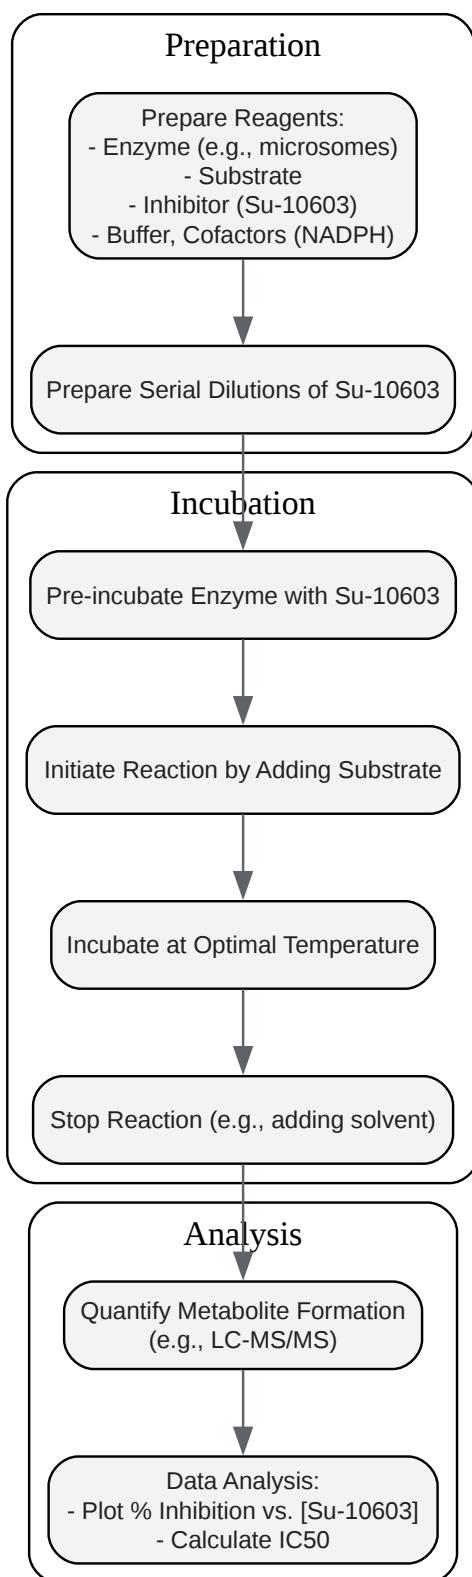 Preparation
Prepare Reagents:
- Enzyme (e.g., microsomes)
- Substrate
- Inhibitor (Su-10603)
- Buffer, Cofactors (NADPH)
Prepare Serial Dilutions of Su-10603
Incubation
Pre-incubate Enzyme with Su-10603
Initiate Reaction by Adding Substrate
Incubate at Optimal Temperature
Stop Reaction (e.g., adding solvent)
Analysis
Quantify Metabolite Formation
(e.g., LC-MS/MS)
Data Analysis:
- Plot % Inhibition vs. [Su-10603]
- Calculate IC50